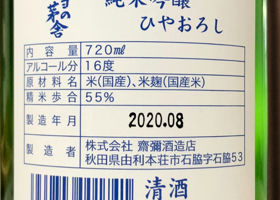 の茅舎
純米吟醸
ひやおろし
内容量 720ml
アルコール分 16度
原材料名 米(国産)、米麹(国産米)
精米歩合 55%
製造年月 2020.08
製造者 株式会社 齋彌酒造店
秋田県由利本荘市石脇字石脇53
清酒